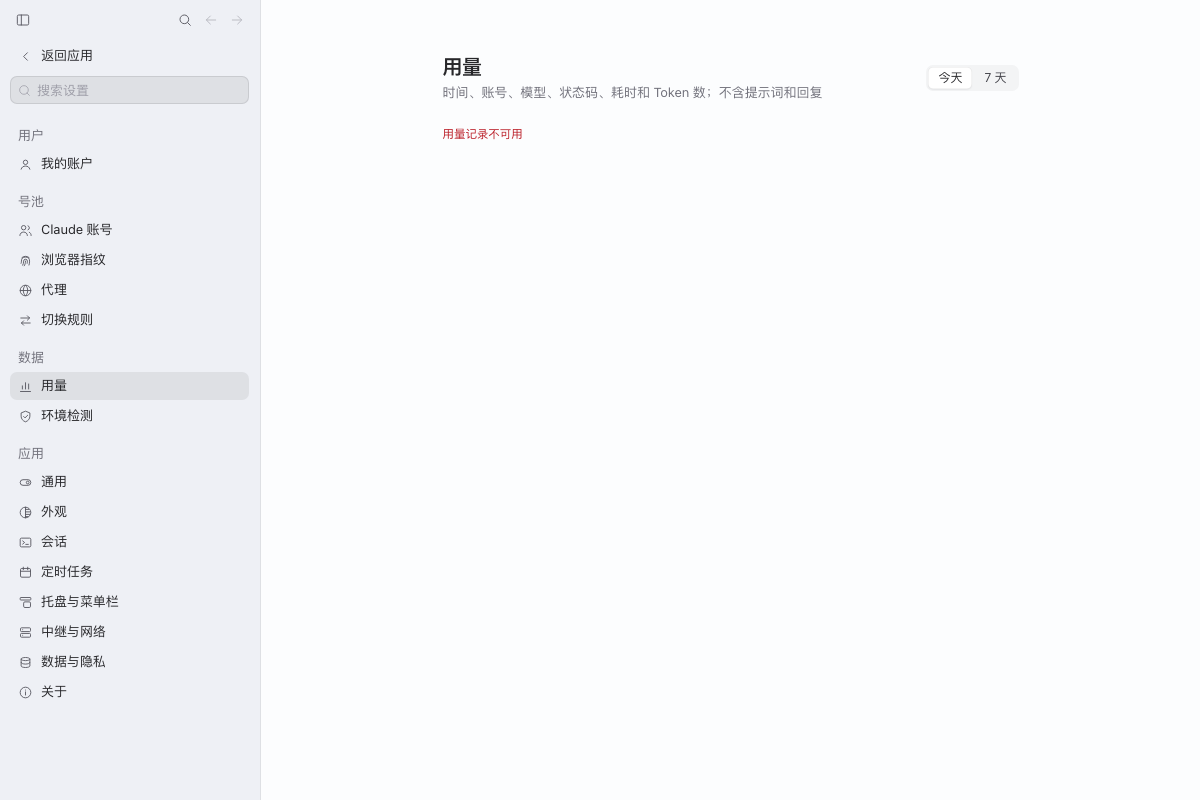 返回应用
搜索设置
用户
我的账户
号池
Claude 账号
浏览器指纹
代理
切换规则
数据
用量
环境检测
应用
通用
外观
会话
定时任务
托盘与菜单栏
中继与网络
数据与隐私
关于
用量
时间、账号、模型、状态码、耗时和 Token 数；不含提示词和回复
今天
7 天
用量记录不可用